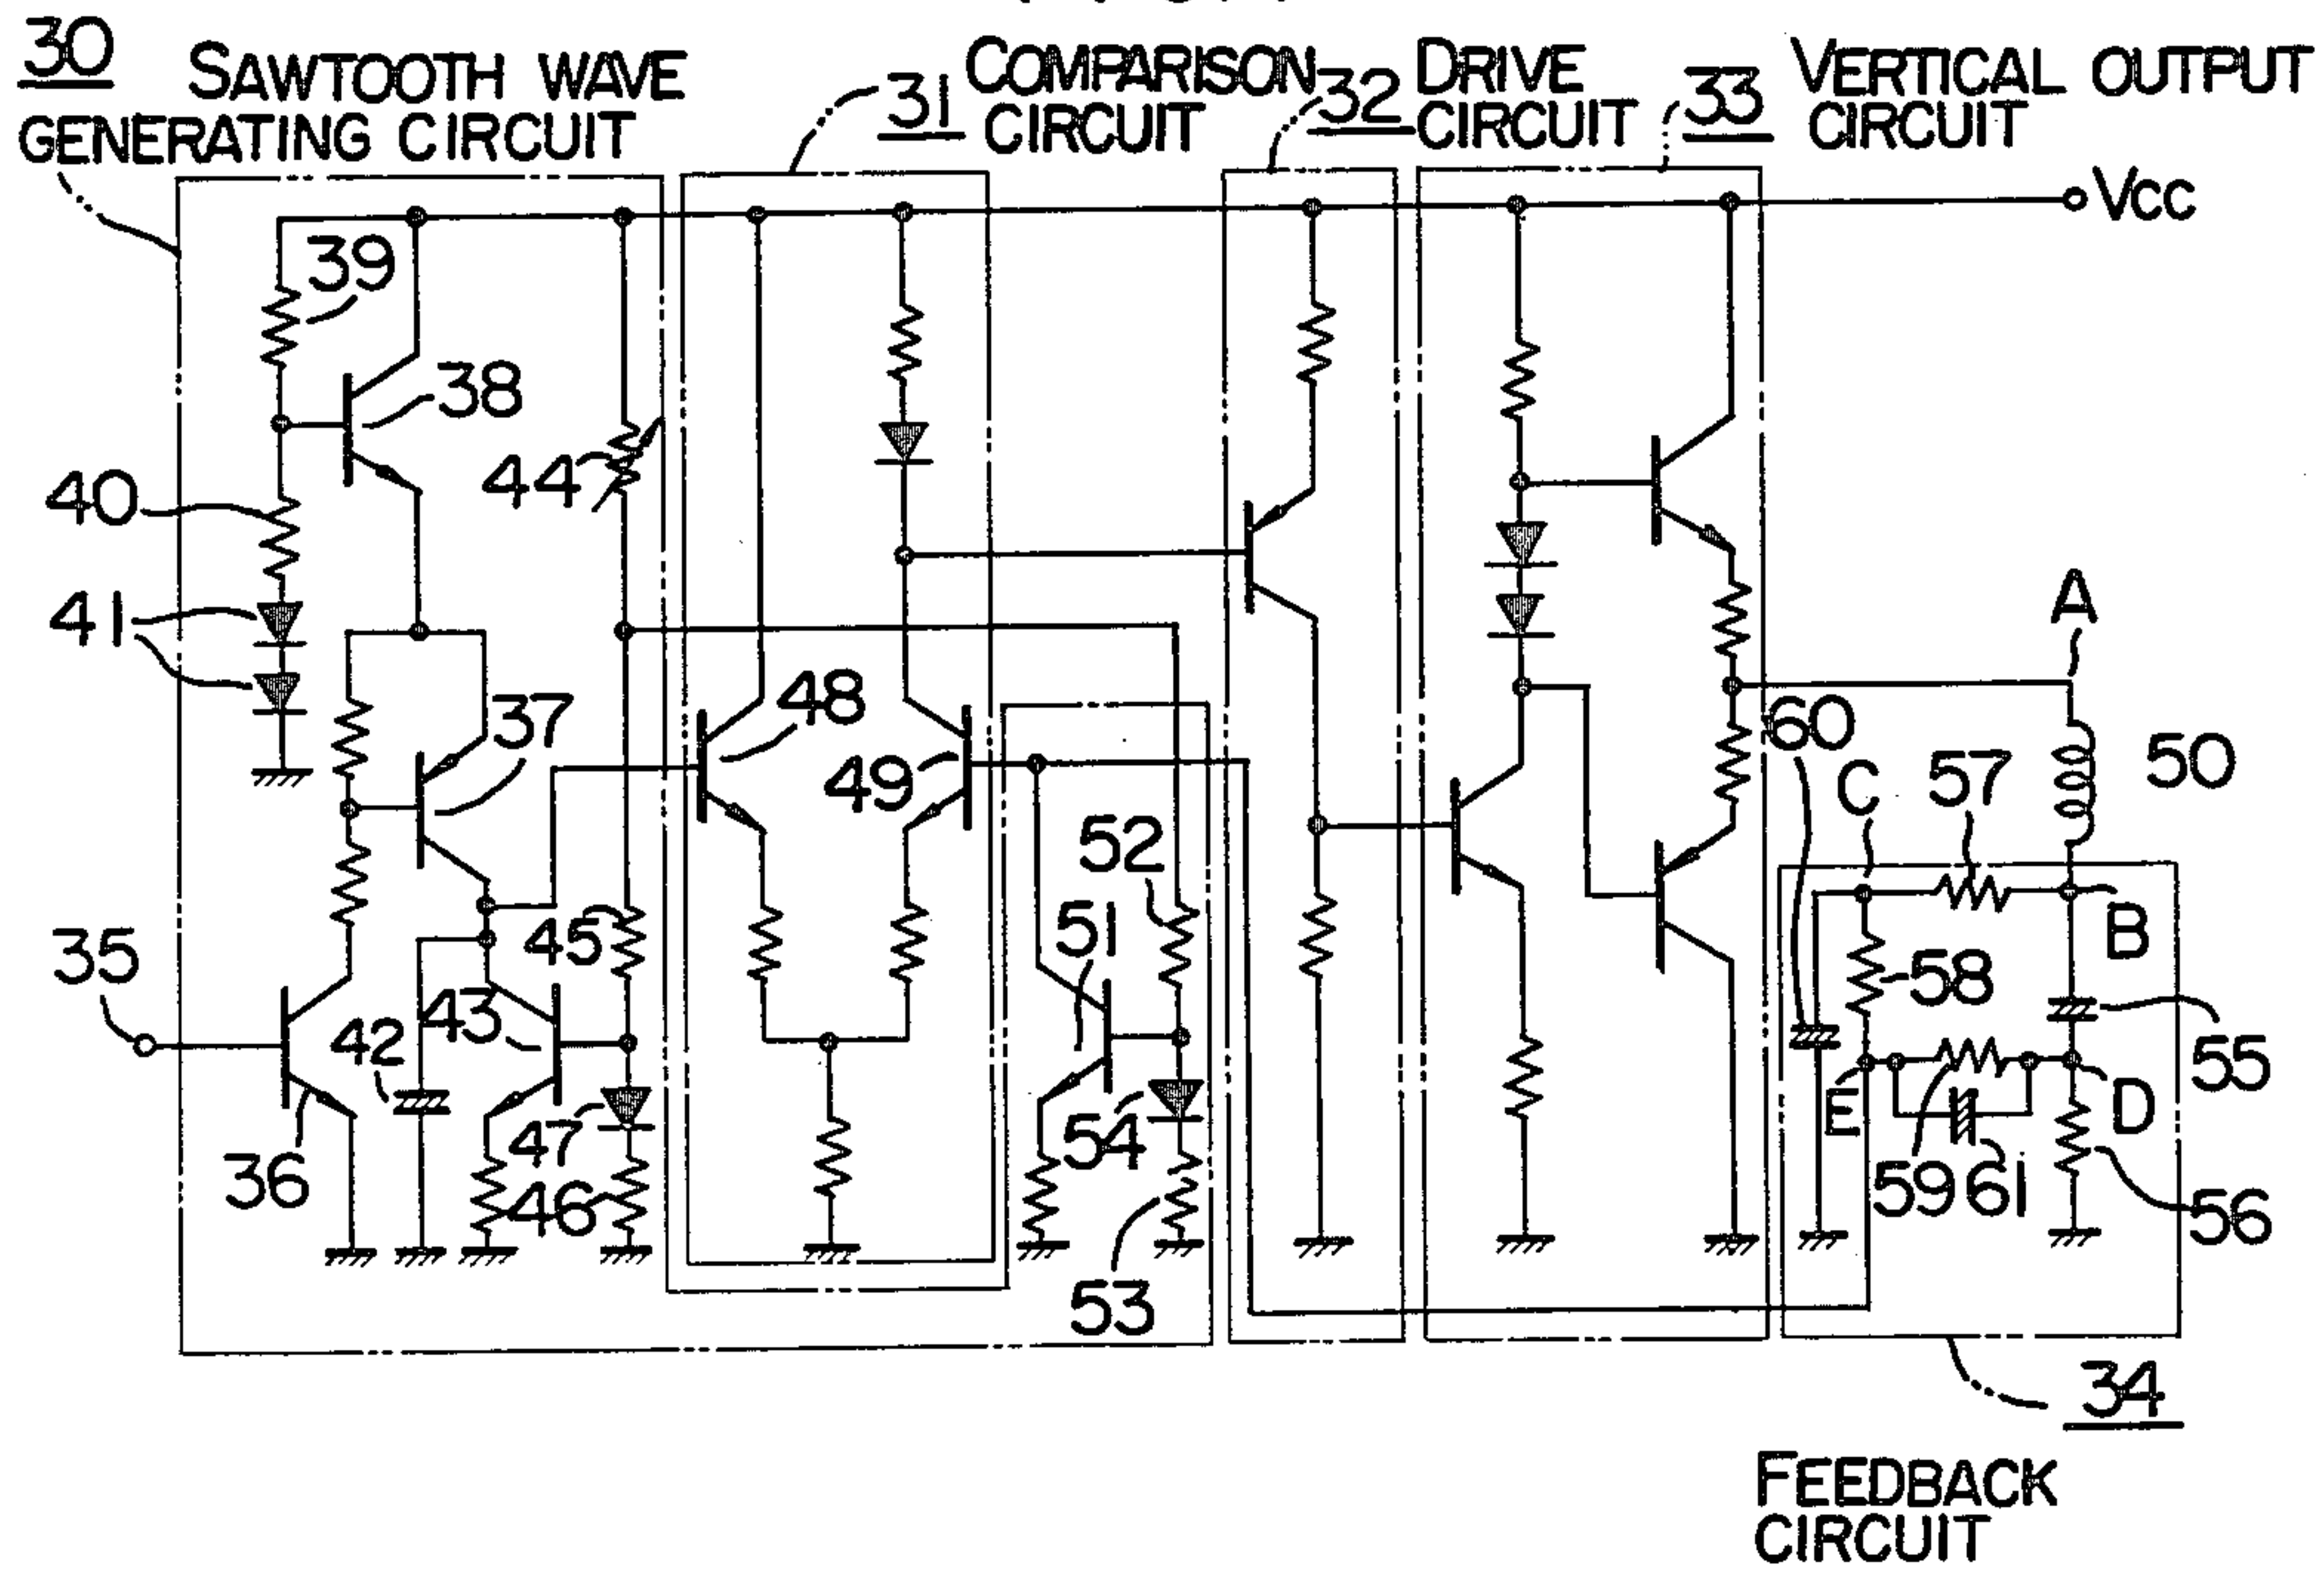 30 SAWTOOTH WAVE
GENERATING CIRCUIT
31 COMPARISON
CIRCUIT
32 DRIVE
CIRCUIT
33 VERTICAL OUTPUT
CIRCUIT
VCC
39
38
44
40
41
A
37
48
60
50
C
57
49
52
45
51
B
35
58
42
43
55
E
D
47
54
36
46
59
61
56
53
34
FEEDBACK
CIRCUIT